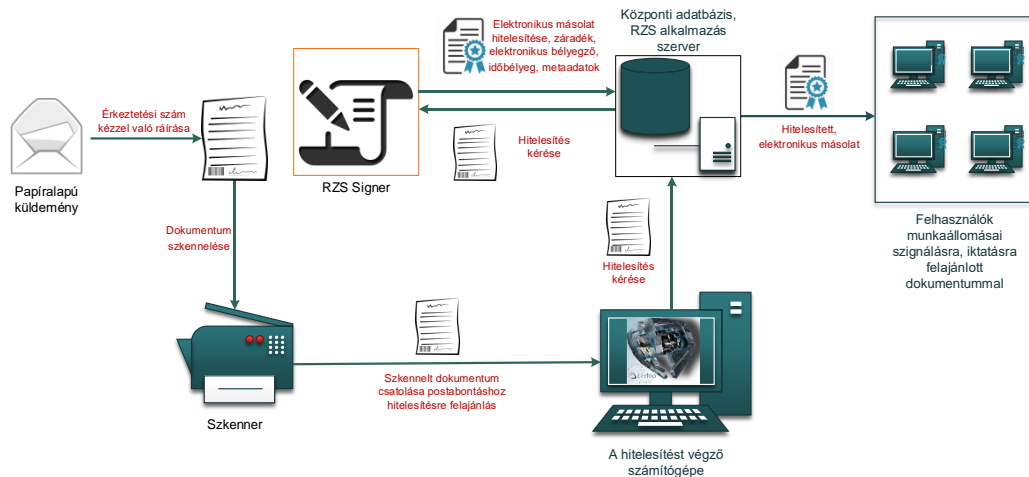 Elektronikus másolat
hitelesítése, záradék,
elektronikus bélyegző,
időbélyeg, metaadatok
Központi adatbázis,
RZS alkalmazás
szerver
Érkeztetési szám
kézzel való ráírása
Papíralapú
küldemény
RZS Signer
Hitelesítés
kérése
Hitelesített,
elektronikus másolat
Felhasználók
munkaállomásai
szignálásra, iktatásra
felajánlott
dokumentummal
Dokumentum
szkennelése
Hitelesítés
kérése
Szkenner
Szkennelt dokumentum
csatolása postabontáshoz
hitelesítésre felajánlás
A hitelesítést végző
számítógépe